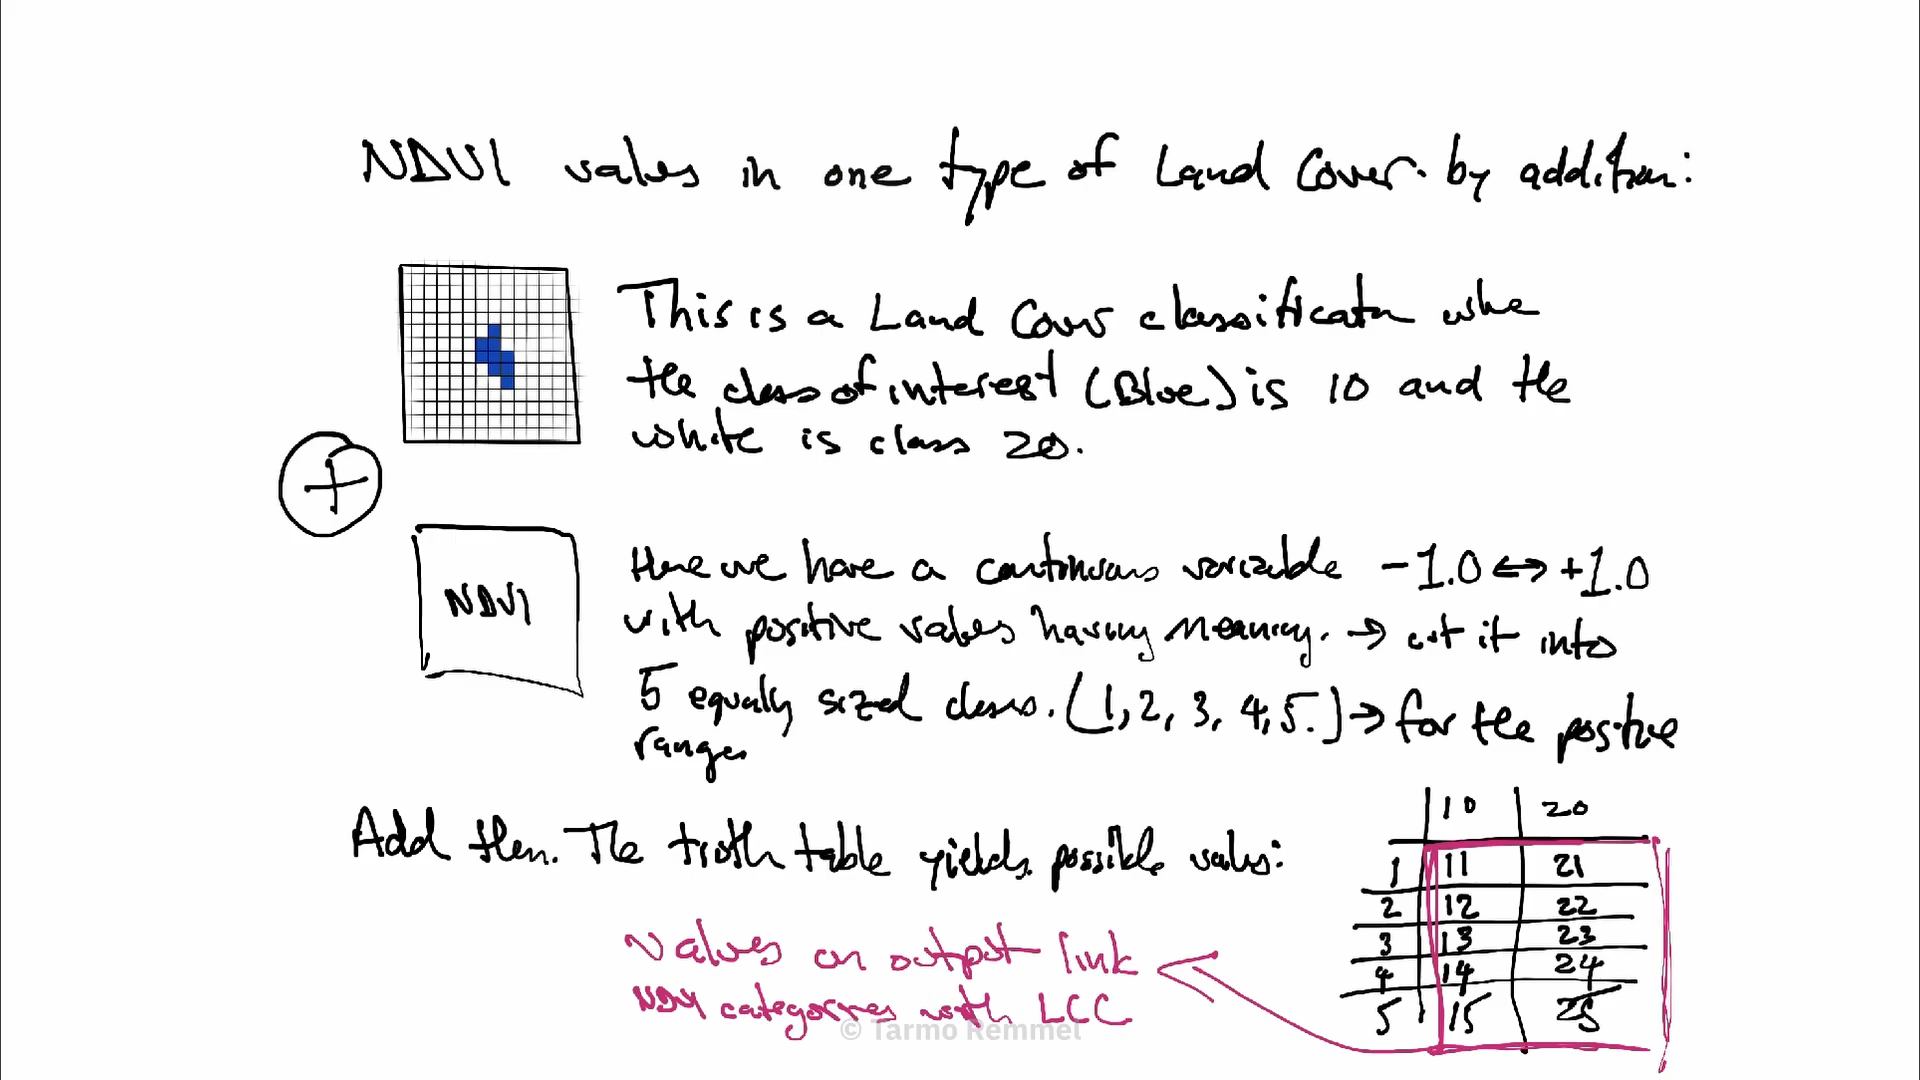 NDVI values in one type of Land Cover. by addition:
This is a Land Cover classification where
the class of interest (Blue) is 10 and the
white is class 20.
+
NDVI
Here we have a continuous variable -1.0 ↔ +1.0
with positive values having meaning. → cut it into
5 equally sized classes. (1, 2, 3, 4, 5.) → for the positive
ranges
Add them. The truth table yields possible values:
10 20
1 11 21
2 12 22
3 13 23
4 14 24
5 15 25
Values on output link
NDVI categories with LCC
© Tarmo Remmel